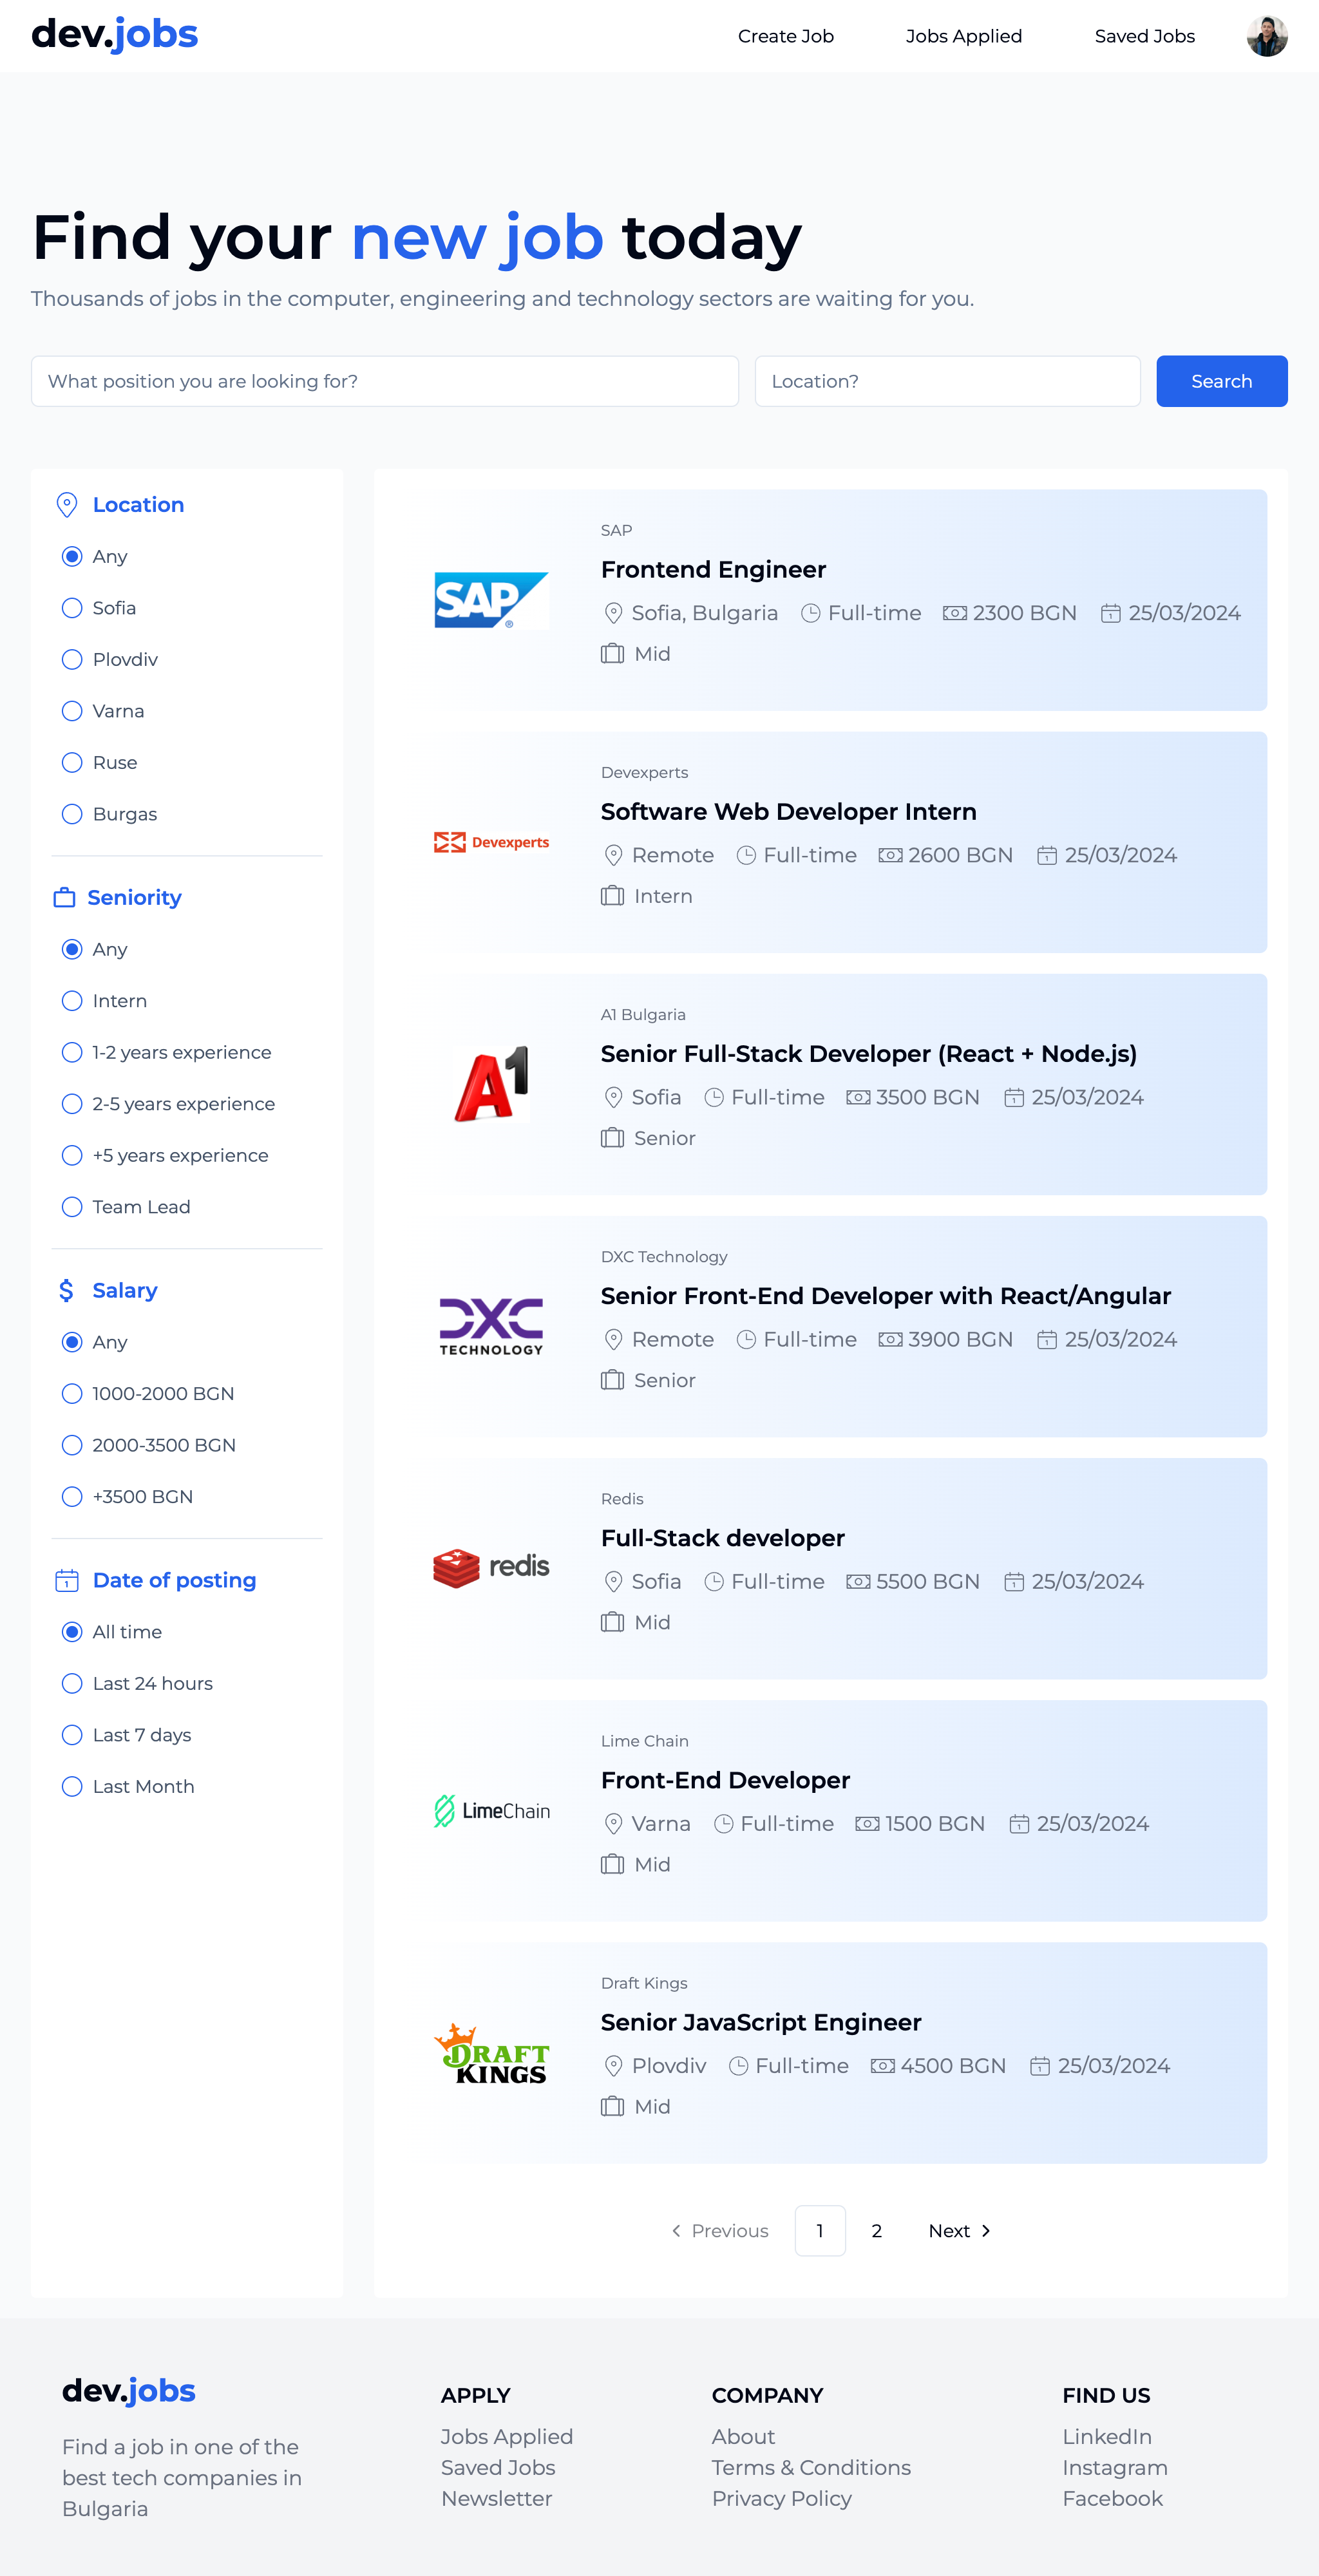 dev.jobs
Create Job
Jobs Applied
Saved Jobs
Find your new job today
Thousands of jobs in the computer, engineering and technology sectors are waiting for you.
What position you are looking for?
Location?
Search
Location
Any
Sofia
Plovdiv
Varna
Ruse
Burgas
Seniority
Any
Intern
1-2 years experience
2-5 years experience
+5 years experience
Team Lead
Salary
Any
1000-2000 BGN
2000-3500 BGN
+3500 BGN
Date of posting
All time
Last 24 hours
Last 7 days
Last Month
SAP®
SAP
Frontend Engineer
Sofia, Bulgaria Full-time 2300 BGN 25/03/2024
Mid
Devexperts
Devexperts
Software Web Developer Intern
Remote Full-time 2600 BGN 25/03/2024
Intern
A1
A1 Bulgaria
Senior Full-Stack Developer (React + Node.js)
Sofia Full-time 3500 BGN 25/03/2024
Senior
DXC
TECHNOLOGY
DXC Technology
Senior Front-End Developer with React/Angular
Remote Full-time 3900 BGN 25/03/2024
Senior
redis
Redis
Full-Stack developer
Sofia Full-time 5500 BGN 25/03/2024
Mid
LimeChain
Lime Chain
Front-End Developer
Varna Full-time 1500 BGN 25/03/2024
Mid
DRAFT
KINGS
Draft Kings
Senior JavaScript Engineer
Plovdiv Full-time 4500 BGN 25/03/2024
Mid
Previous 1 2 Next
dev.jobs
Find a job in one of the
best tech companies in
Bulgaria
APPLY
Jobs Applied
Saved Jobs
Newsletter
COMPANY
About
Terms & Conditions
Privacy Policy
FIND US
LinkedIn
Instagram
Facebook